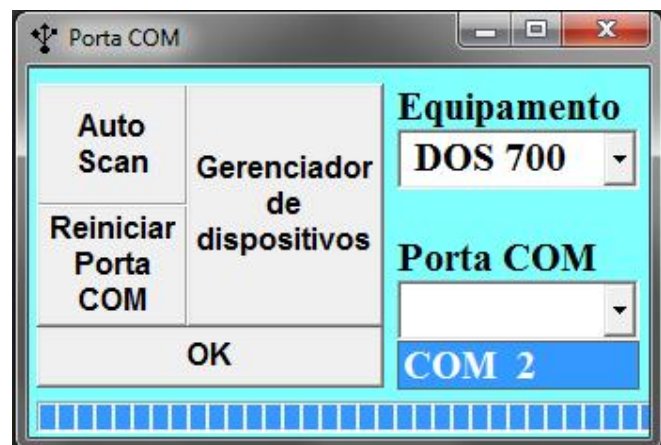 Porta COM
Auto
Scan
Reiniciar
Porta
COM
Gerenciador
de
dispositivos
OK
Equipamento
DOS 700
Porta COM
COM 2